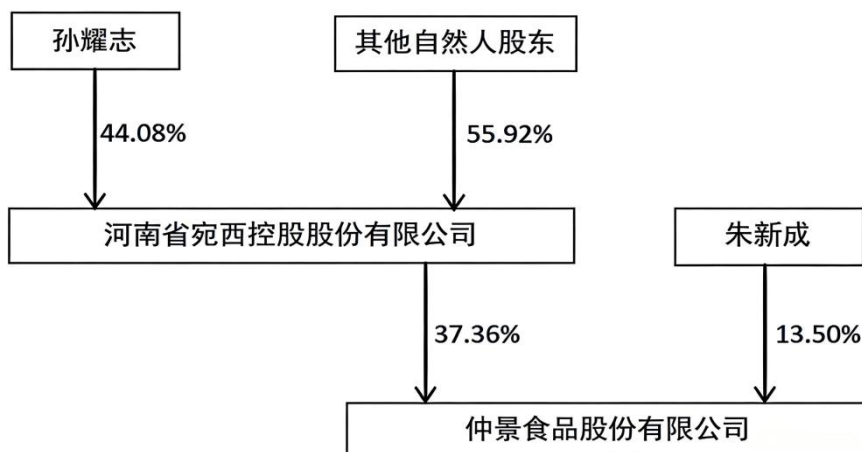 孙耀志
其他自然人股东
44.08%
55.92%
河南省宛西控股股份有限公司
朱新成
37.36%
13.50%
仲景食品股份有限公司